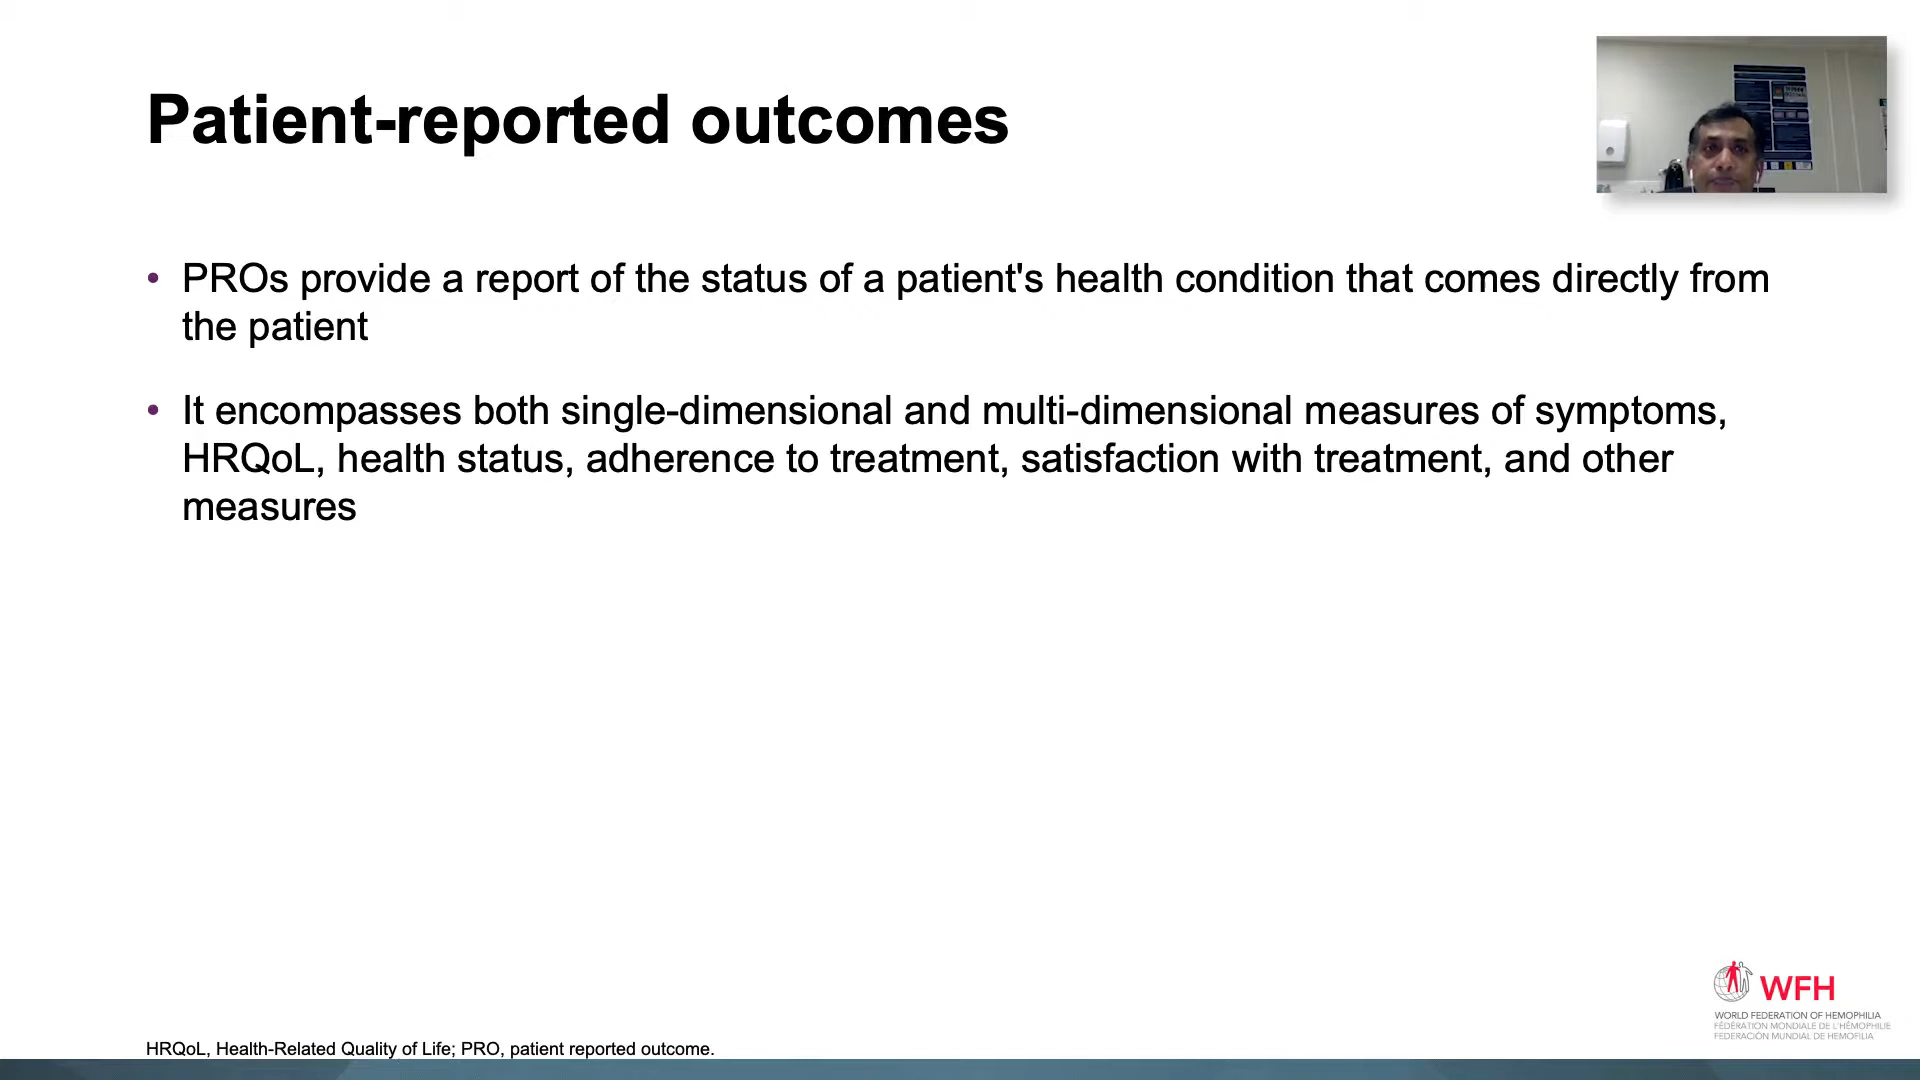 Patient-reported outcomes
• PROs provide a report of the status of a patient's health condition that comes directly from
the patient
• It encompasses both single-dimensional and multi-dimensional measures of symptoms,
HRQoL, health status, adherence to treatment, satisfaction with treatment, and other
measures
WFH
WORLD FEDERATION OF HEMOPHILIA
FÉDÉRATION MONDIALE DE L'HÉMOPHILIE
FEDERACIÓN MUNDIAL DE HEMOFILIA
HRQoL, Health-Related Quality of Life; PRO, patient reported outcome.